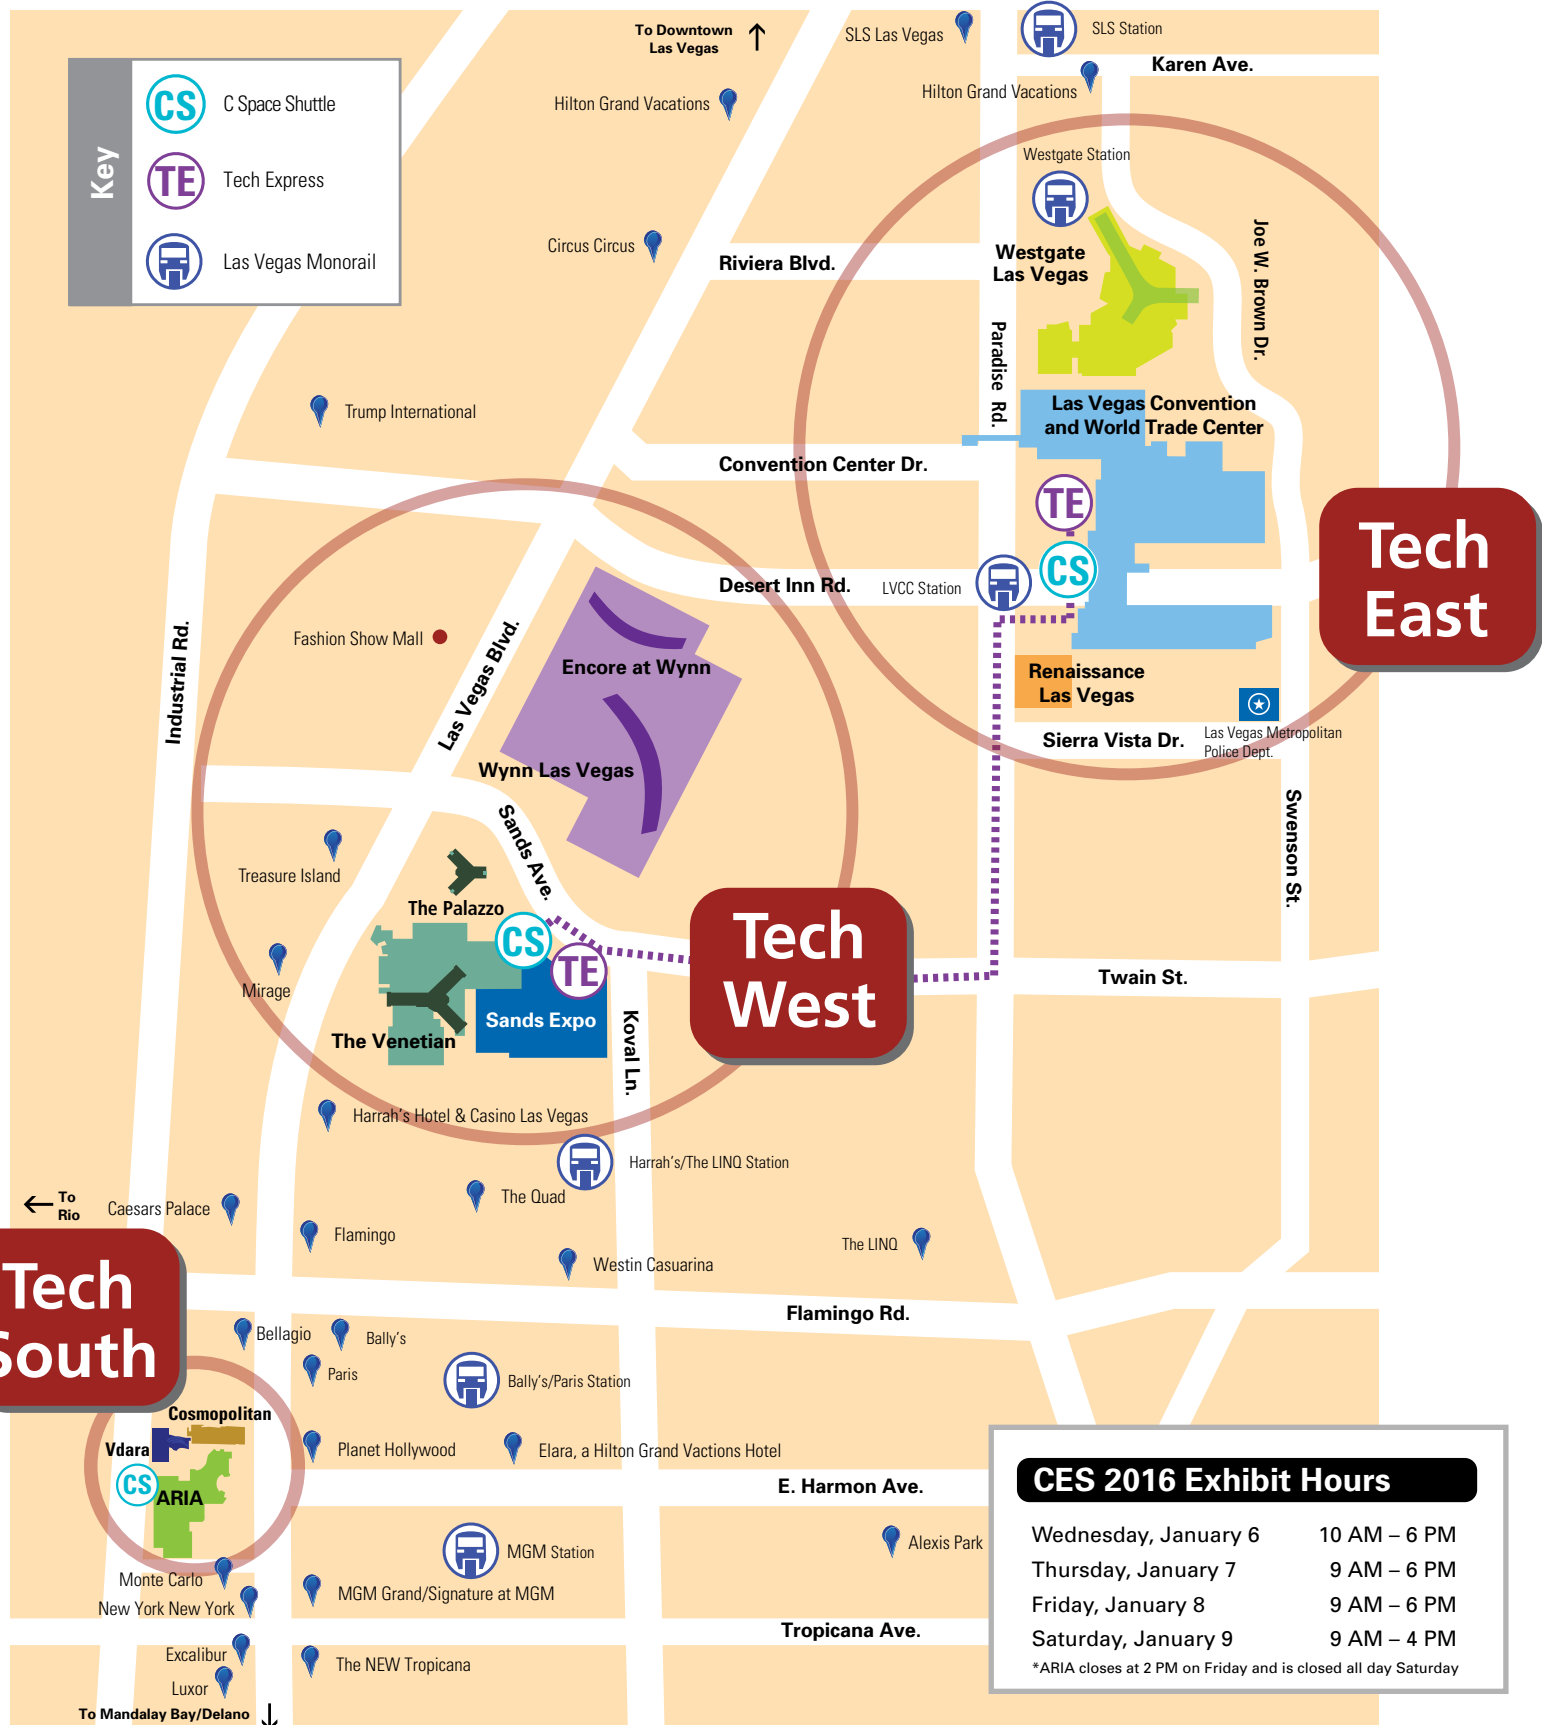 To Downtown
Las Vegas
SLS Las Vegas
SLS Station
Karen Ave.
Hilton Grand Vacations
Hilton Grand Vacations
Key
CS
C Space Shuttle
TE
Tech Express
Las Vegas Monorail
Westgate Station
Circus Circus
Riviera Blvd.
Westgate
Las Vegas
Joe W. Brown Dr.
Paradise Rd.
Trump International
Las Vegas Convention
and World Trade Center
Convention Center Dr.
TE
Tech
East
CS
Desert Inn Rd.
LVCC Station
Fashion Show Mall
Industrial Rd.
Las Vegas Blvd.
Encore at Wynn
Renaissance
Las Vegas
Las Vegas Metropolitan
Police Dept.
Sierra Vista Dr.
Wynn Las Vegas
Sands Ave.
Swenson St.
Treasure Island
The Palazzo
CS
TE
Tech
West
Twain St.
Mirage
Sands Expo
The Venetian
Koval Ln.
Harrah's Hotel & Casino Las Vegas
Harrah's/The LINQ Station
The Quad
To
Rio
Caesars Palace
Flamingo
The LINQ
Westin Casuarina
Tech
South
Flamingo Rd.
Bellagio
Bally's
Paris
Bally's/Paris Station
Cosmopolitan
Vdara
CS
ARIA
Planet Hollywood
Elara, a Hilton Grand Vactions Hotel
E. Harmon Ave.
CES 2016 Exhibit Hours
Wednesday, January 6 10 AM – 6 PM
Thursday, January 7 9 AM – 6 PM
Friday, January 8 9 AM – 6 PM
Saturday, January 9 9 AM – 4 PM
*ARIA closes at 2 PM on Friday and is closed all day Saturday
Alexis Park
MGM Station
Monte Carlo
MGM Grand/Signature at MGM
New York New York
Tropicana Ave.
Excalibur
The NEW Tropicana
Luxor
To Mandalay Bay/Delano